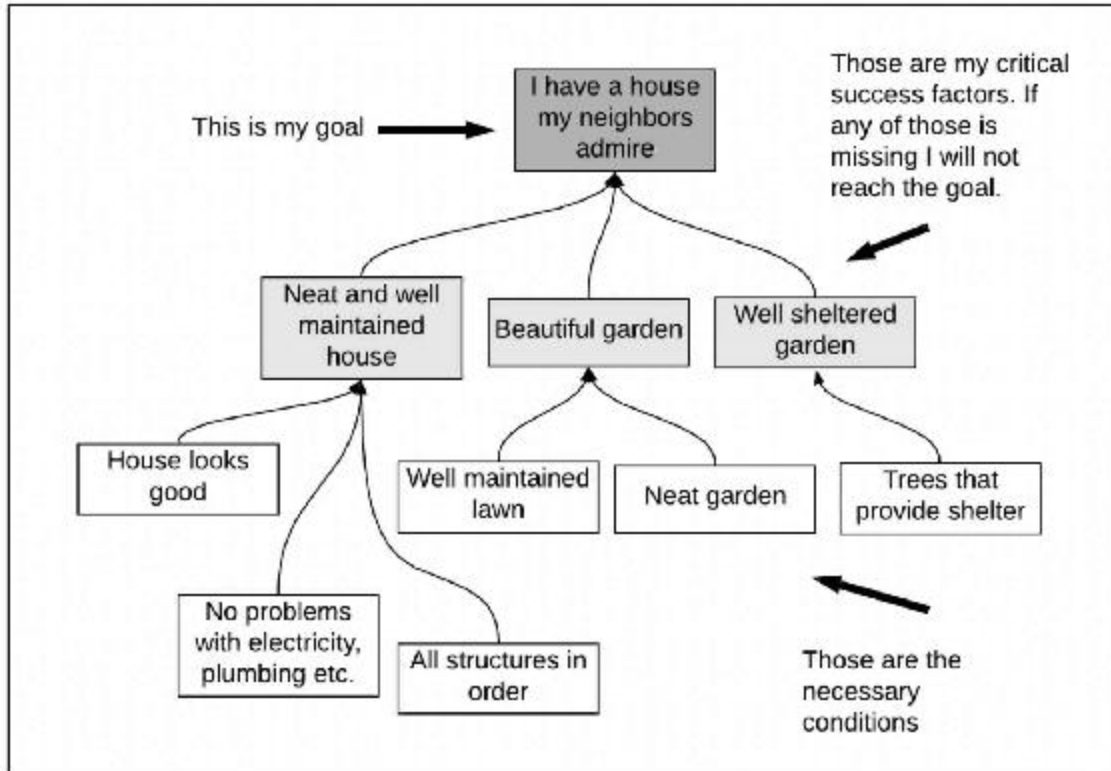 I have a house
my neighbors
admire
This is my goal
Those are my critical
success factors. If
any of those is
missing I will not
reach the goal.
Neat and well
maintained
house
Beautiful garden
Well sheltered
garden
House looks
good
Well maintained
lawn
Neat garden
Trees that
provide shelter
No problems
with electricity,
plumbing etc.
All structures in
order
Those are the
necessary
conditions